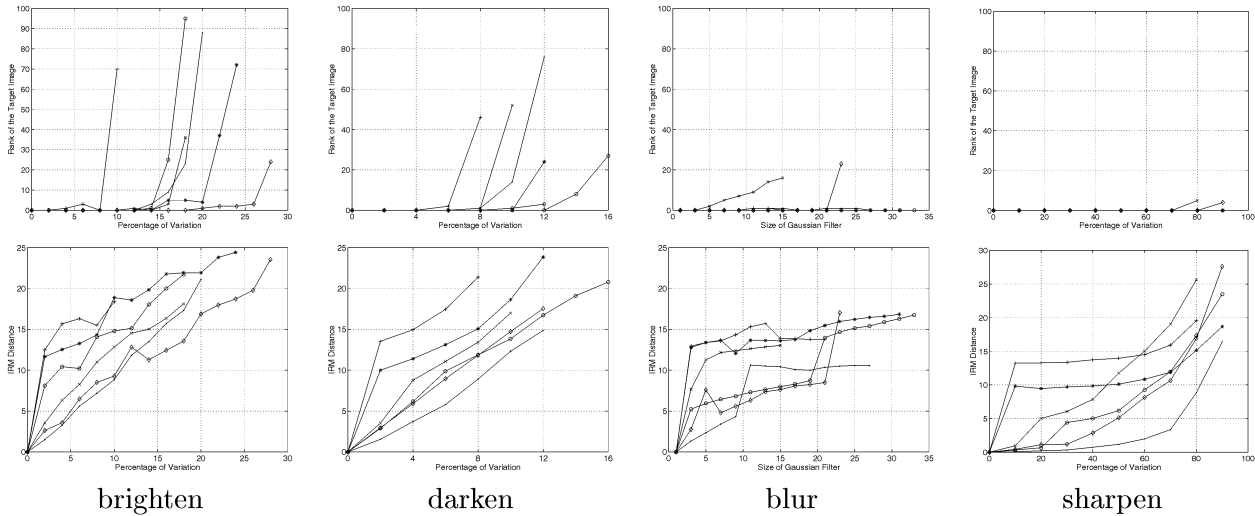 100
90
80
70
60
50
40
30
20
10
0
Rank of the Target Image
0 5 10 15 20 25 30
Percentage of Variation
100
80
60
40
20
0
Rank of the Target Image
0 4 8 12 16
Percentage of Variation
100
80
60
40
20
0
Rank of the Target Image
0 5 10 15 20 25 30 35
Size of Gaussian Filter
100
80
60
40
20
0
Rank of the Target Image
0 20 40 60 80 100
Percentage of Variation
25
20
15
10
5
0
IRM Distance
0 5 10 15 20 25 30
Percentage of Variation
25
20
15
10
5
0
IRM Distance
0 4 8 12 16
Percentage of Variation
25
20
15
10
5
0
IRM Distance
0 5 10 15 20 25 30 35
Size of Gaussian Filter
30
25
20
15
10
5
0
IRM Distance
0 20 40 60 80 100
Percentage of Variation
brighten darken blur sharpen